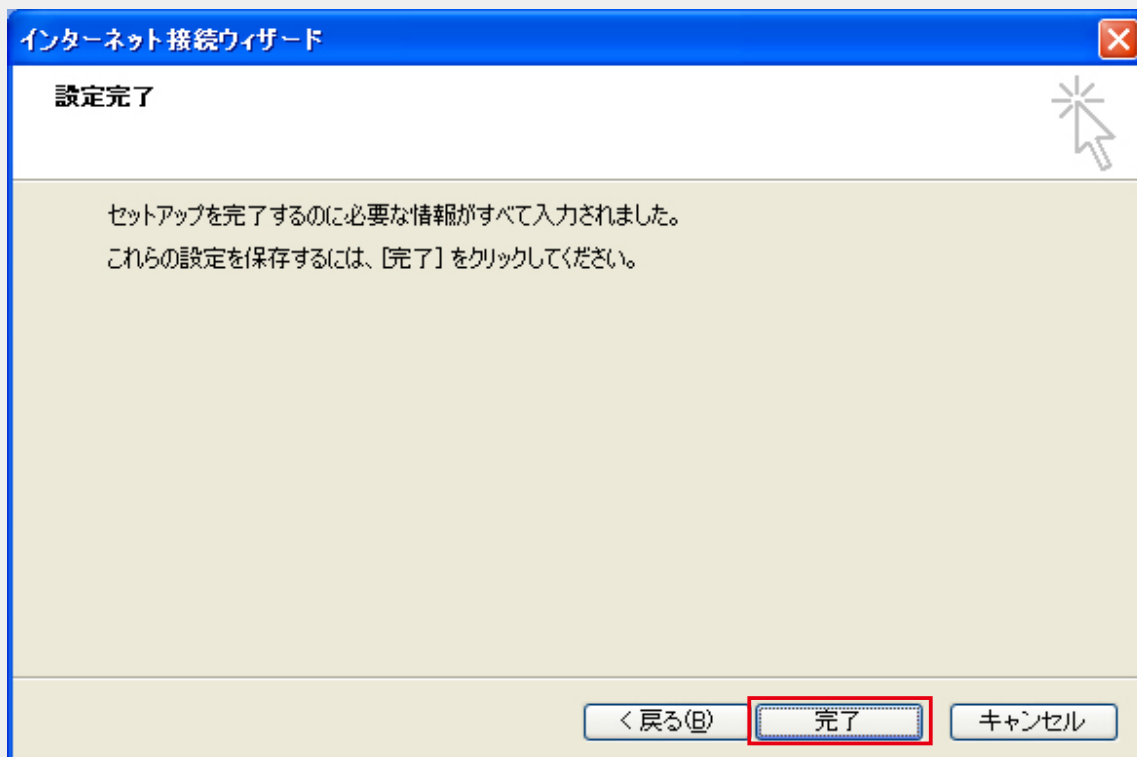 インターネット接続ウィザード
設定完了
セットアップを完了するのに必要な情報がすべて入力されました。
これらの設定を保存するには、[完了] をクリックしてください。
< 戻る(B)
完了
キャンセル